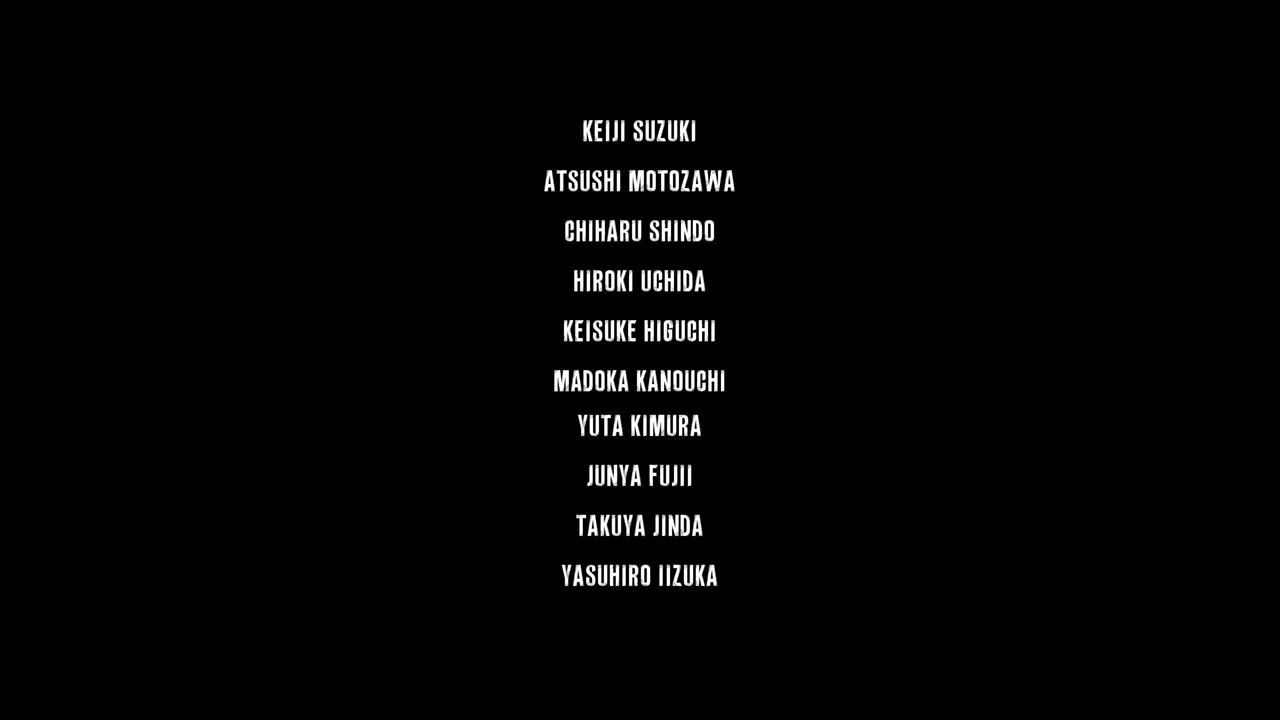 KEIJI SUZUKI
ATSUSHI MOTOZAWA
CHIHARU SHINDO
HIROKI UCHIDA
KEISUKE HIGUCHI
MADOKA KANOUCHI
YUTA KIMURA
JUNYA FUJII
TAKUYA JINDA
YASUHIRO IIZUKA